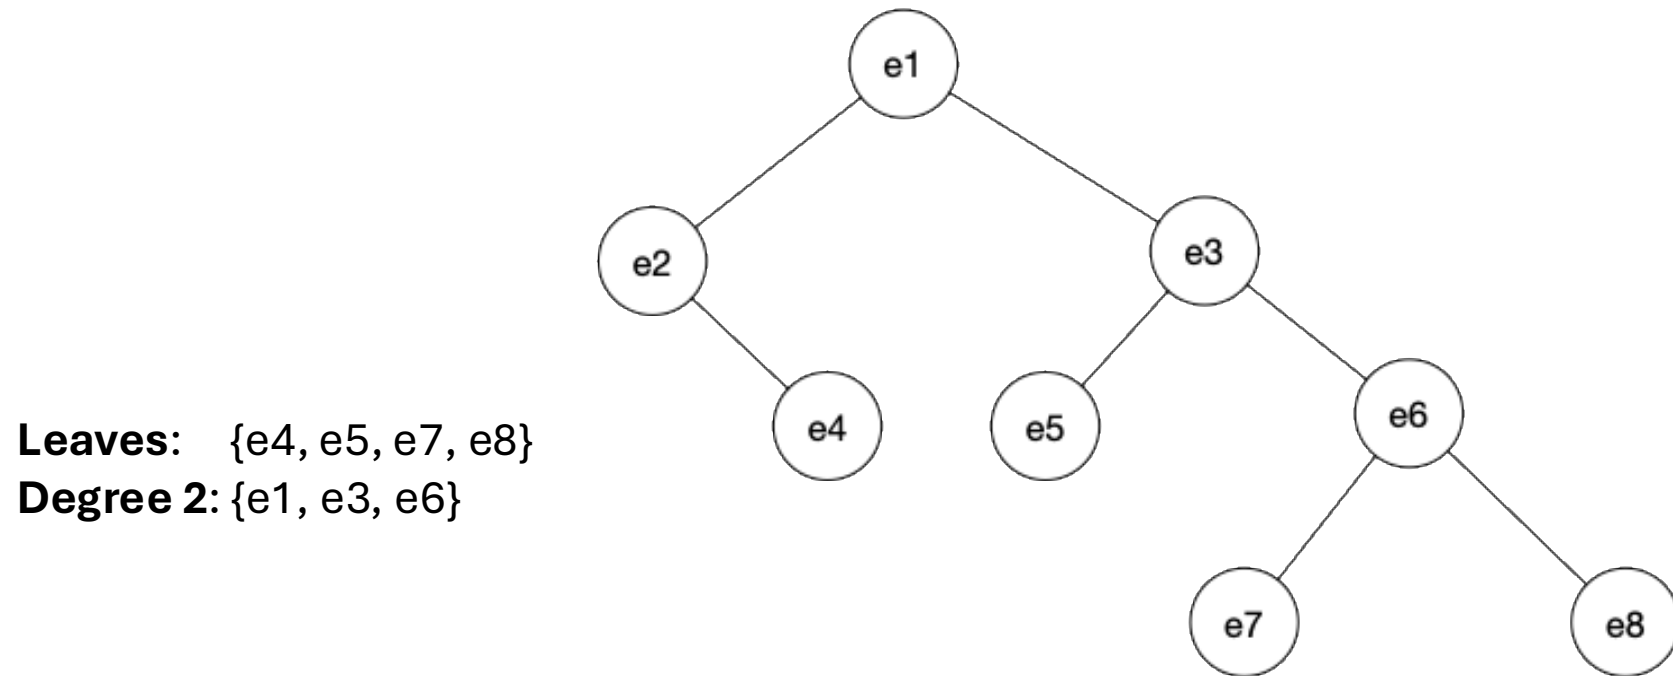 e1
e2
e3
e4
e5
e6
Leaves: {e4, e5, e7, e8}
Degree 2: {e1, e3, e6}
e7
e8